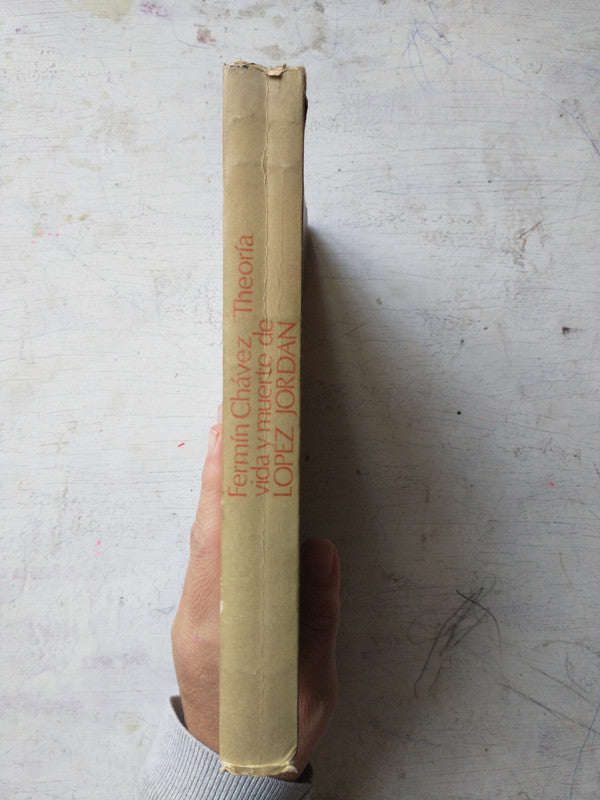 Fermín Chávez Theoría
vida y muerte de
LOPEZ JORDAN